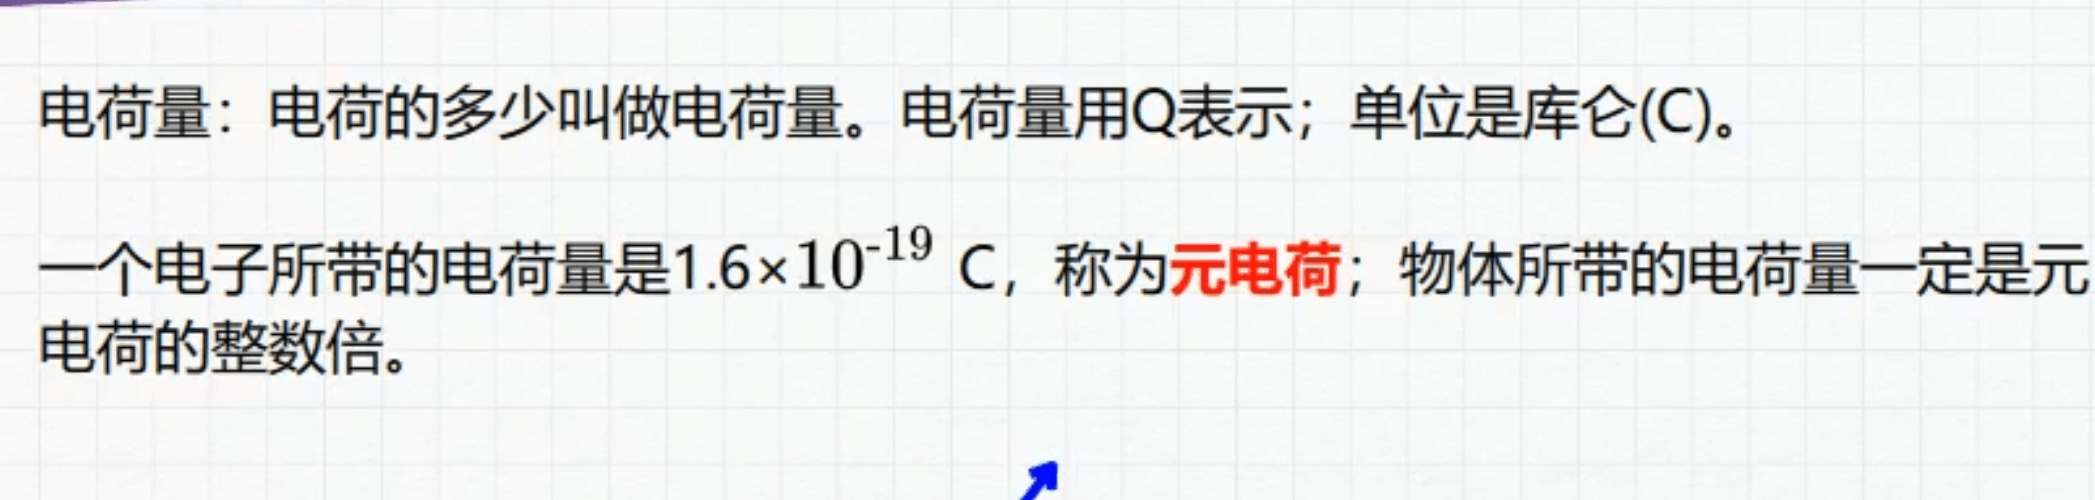 电荷量：电荷的多少叫做电荷量。电荷量用Q表示；单位是库仑(C)。
一个电子所带的电荷量是1.6×10⁻¹⁹ C，称为元电荷；物体所带的电荷量一定是元
电荷的整数倍。